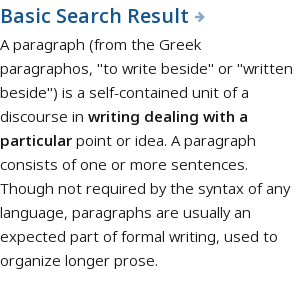 Basic Search Result
A paragraph (from the Greek
paragraphos, "to write beside" or "written
beside") is a self-contained unit of a
discourse in writing dealing with a
particular point or idea. A paragraph
consists of one or more sentences.
Though not required by the syntax of any
language, paragraphs are usually an
expected part of formal writing, used to
organize longer prose.